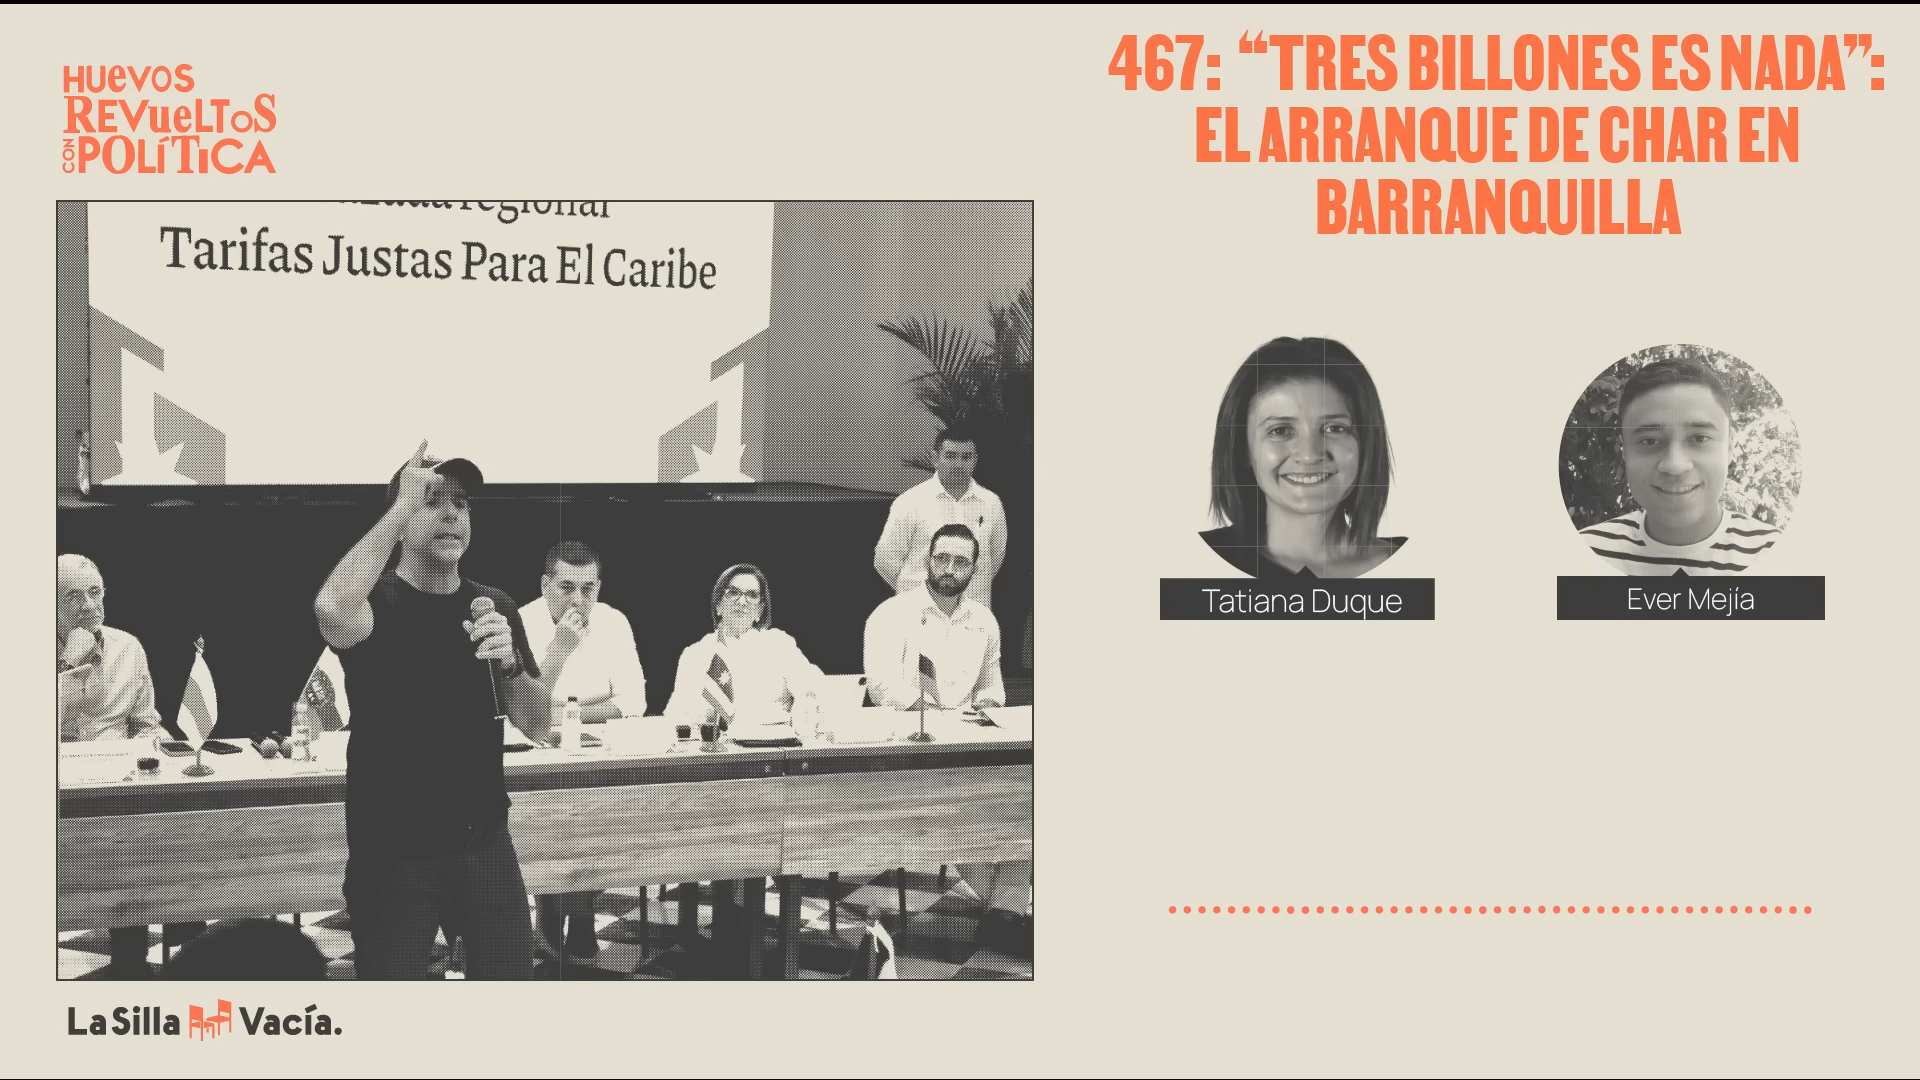 HUEVOS
REVUELTOS
CON POLÍTICA
467: “TRES BILLONES ES NADA”:
EL ARRANQUE DE CHAR EN
BARRANQUILLA
regional
Tarifas Justas Para El Caribe
Tatiana Duque
Ever Mejía
La Silla Vacía.